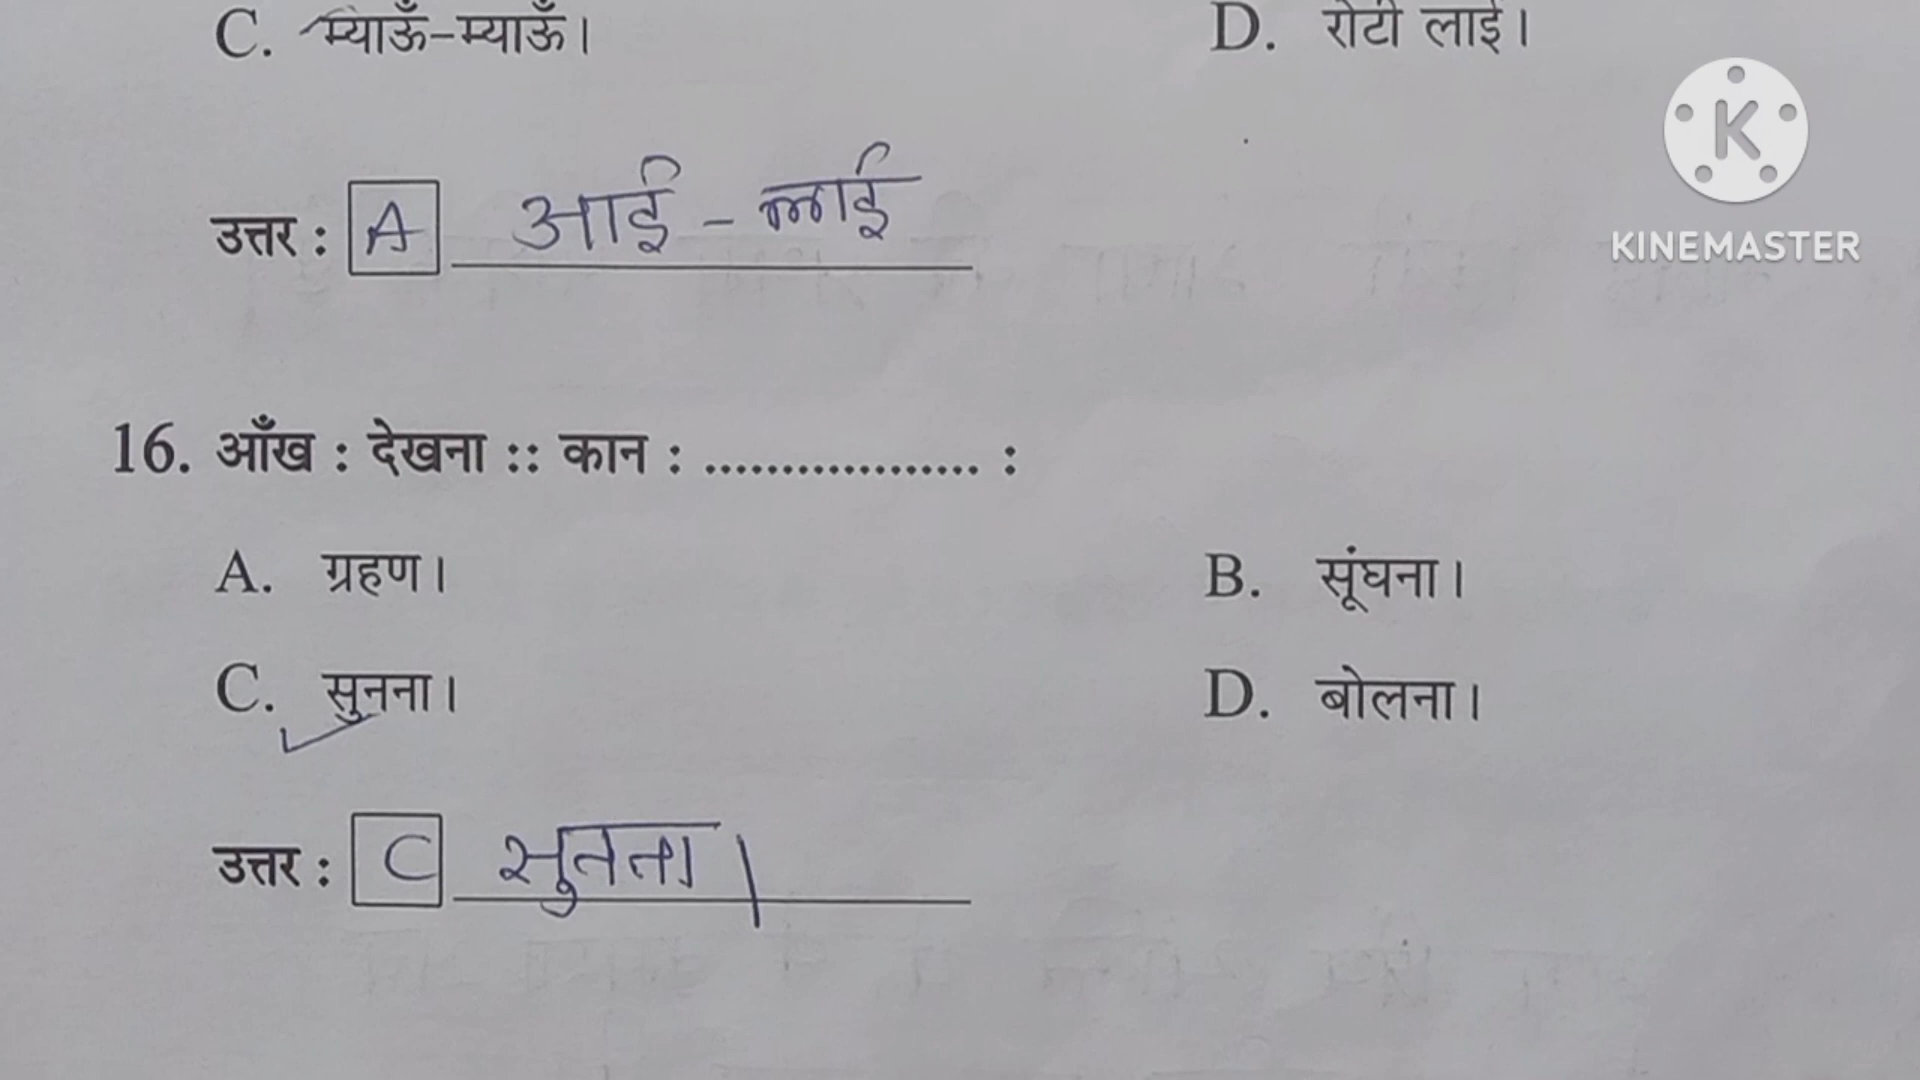 C. म्याऊँ-म्याऊँ। D. रोटी लाई।
उत्तर : A आई - लाई
K
KINEMASTER
16. आँख : देखना :: कान : .................. :
A. ग्रहण। B. सूंघना।
C. सुनना। D. बोलना।
उत्तर : C सुनना।